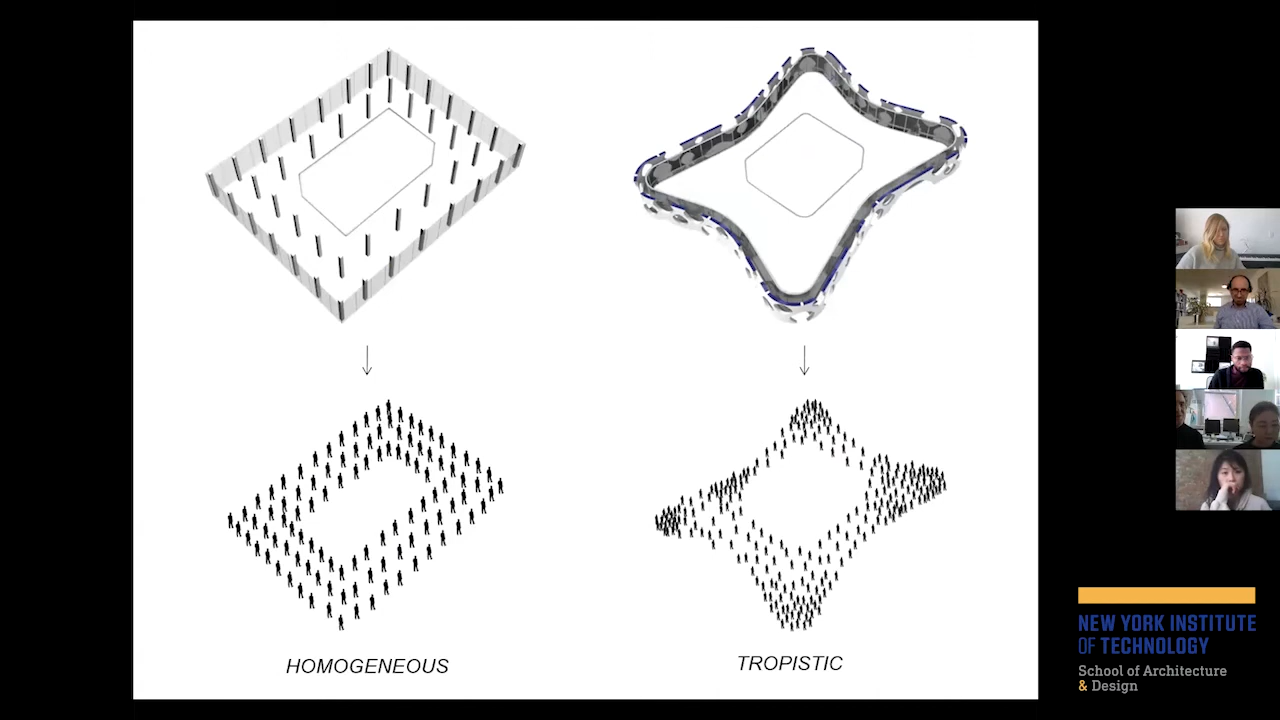 HOMOGENEOUS
TROPISTIC
NEW YORK INSTITUTE
OF TECHNOLOGY
School of Architecture
& Design